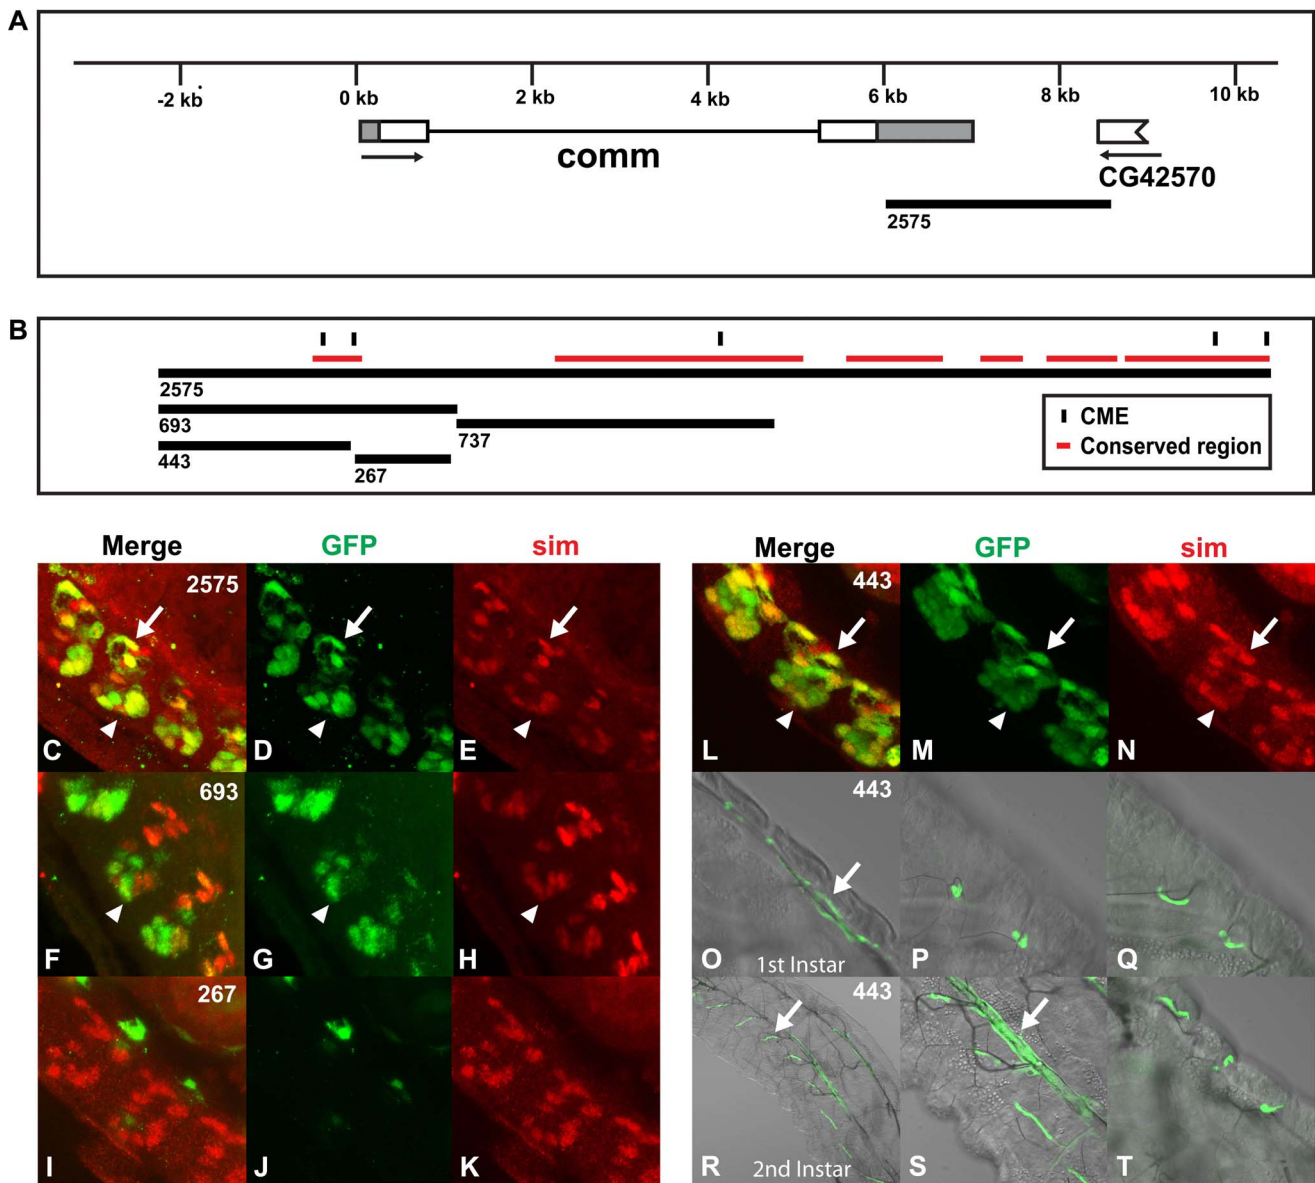 A
-2 kb
0 kb
2 kb
4 kb
6 kb
8 kb
10 kb
comm
CG42570
2575
B
2575
693
737
443
267
CME
Conserved region
Merge GFP sim
2575
C D E
693
F G H
267
I J K
Merge GFP sim
443
L M N
443
O P Q
1st Instar
443
R S T
2nd Instar